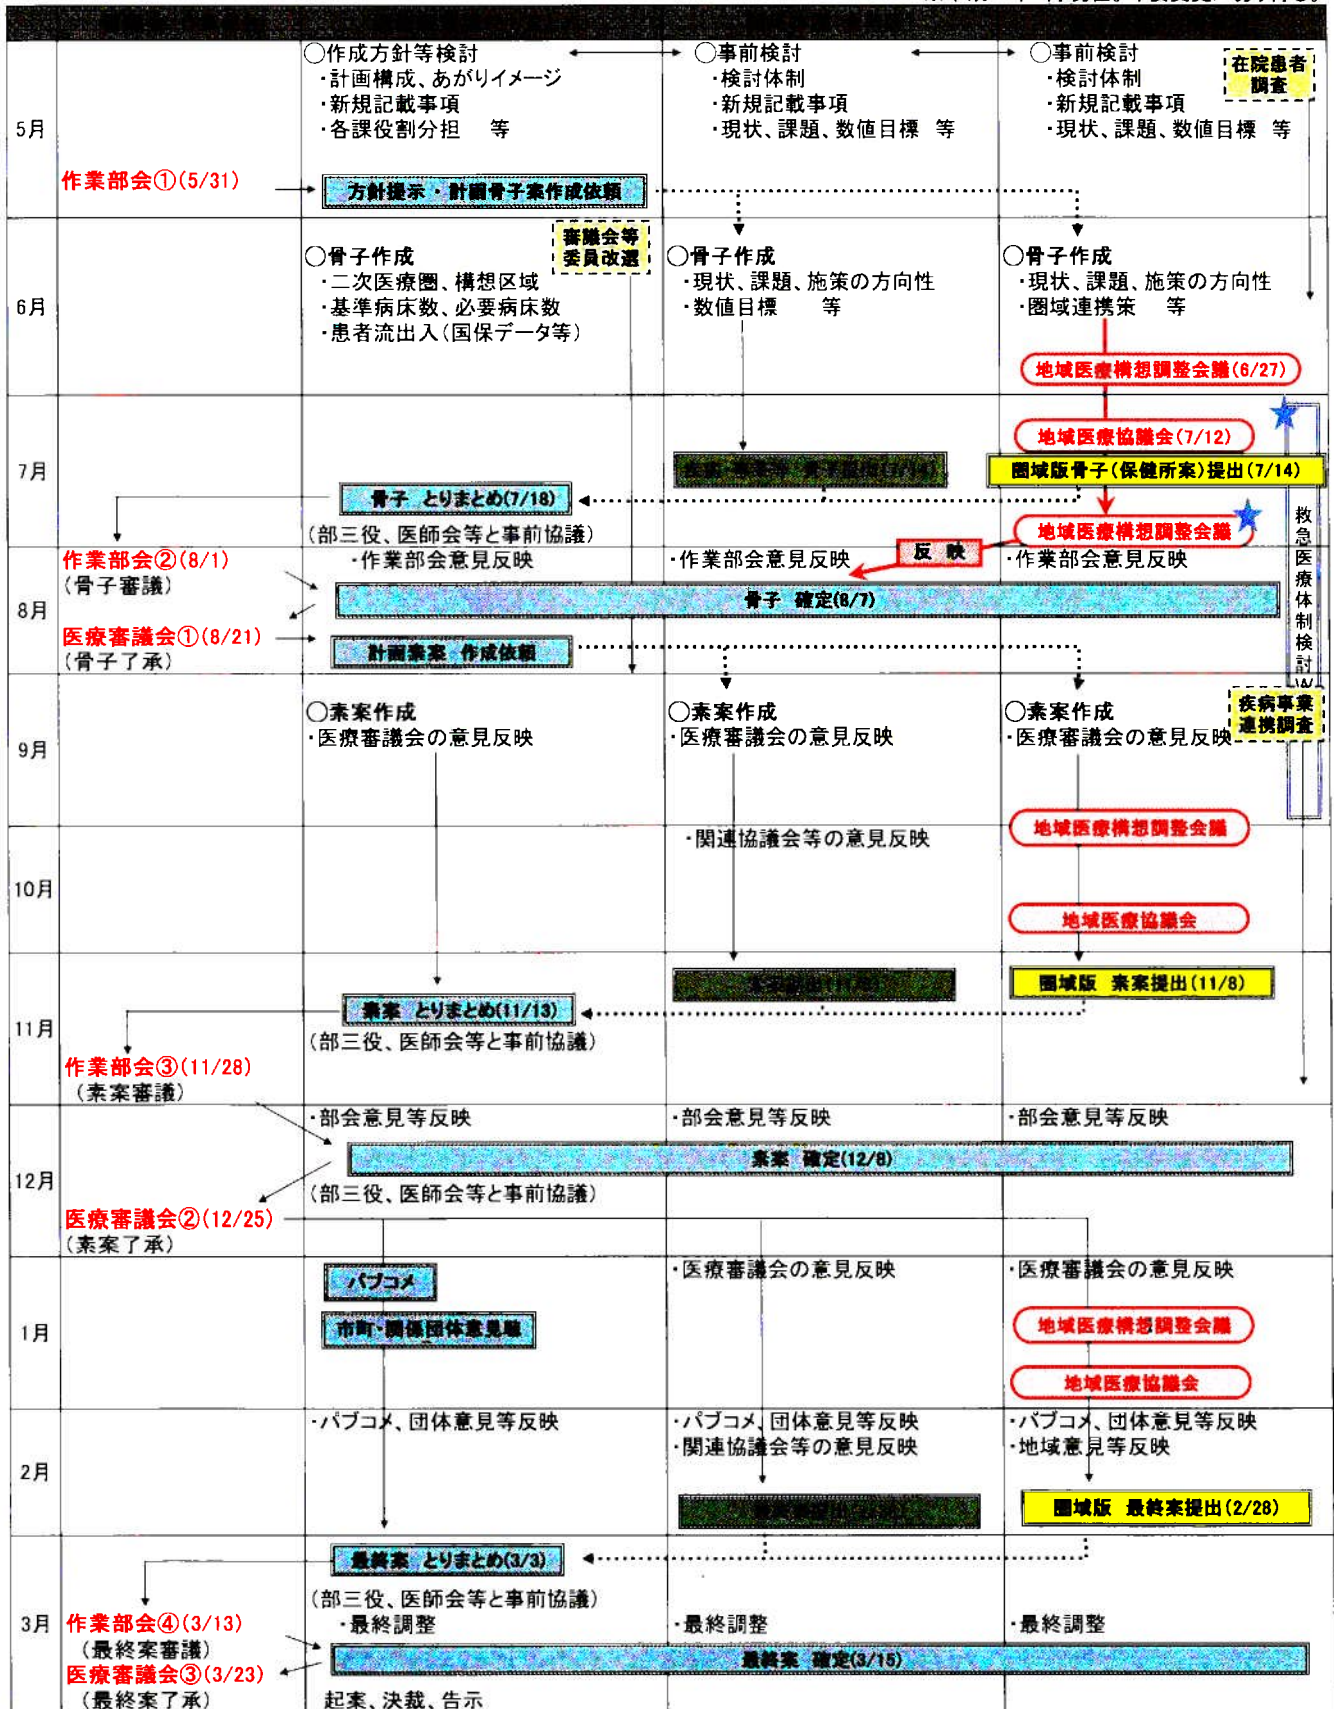 ○作成方針等検討
・計画構成、あがりイメージ
・新規記載事項
・各課役割分担 等
○事前検討
・検討体制
・新規記載事項
・現状、課題、数値目標 等
○事前検討
・検討体制
・新規記載事項
・現状、課題、数値目標 等
在院患者
調査
5月
作業部会①(5/31)
方針提示・計画骨子案作成依頼
審議会等
委員改選
○骨子作成
・二次医療圏、構想区域
・基準病床数、必要病床数
・患者流出入(国保データ等)
○骨子作成
・現状、課題、施策の方向性
・数値目標 等
○骨子作成
・現状、課題、施策の方向性
・圏域連携策 等
6月
地域医療構想調整会議(6/27)
地域医療協議会(7/12)
7月
圏域版骨子(保健所案)提出(7/14)
骨子 とりまとめ(7/18)
(部三役、医師会等と事前協議)
地域医療構想調整会議
救急医療体制検討W
作業部会②(8/1)
(骨子審議)
・作業部会意見反映
・作業部会意見反映
反 映
・作業部会意見反映
8月
骨子 確定(8/7)
医療審議会①(8/21)
(骨子了承)
計画素案 作成依頼
疾病事業
連携調査
○素案作成
・医療審議会の意見反映
○素案作成
・医療審議会の意見反映
○素案作成
・医療審議会の意見反映
9月
・関連協議会等の意見反映
地域医療構想調整会議
10月
地域医療協議会
圏域版 素案提出(11/8)
11月
素案 とりまとめ(11/13)
(部三役、医師会等と事前協議)
作業部会③(11/28)
(素案審議)
・部会意見等反映
・部会意見等反映
・部会意見等反映
12月
素案 確定(12/8)
(部三役、医師会等と事前協議)
医療審議会②(12/25)
(素案了承)
パブコメ
・医療審議会の意見反映
・医療審議会の意見反映
1月
市町・関係団体意見聴
地域医療構想調整会議
地域医療協議会
・パブコメ、団体意見等反映
・パブコメ、団体意見等反映
・関連協議会等の意見反映
・パブコメ、団体意見等反映
・地域意見等反映
2月
圏域版 最終案提出(2/28)
最終案 とりまとめ(3/3)
(部三役、医師会等と事前協議)
3月
作業部会④(3/13)
(最終案審議)
・最終調整
・最終調整
・最終調整
最終案 確定(3/15)
医療審議会③(3/23)
(最終案了承)
起案、決裁、告示